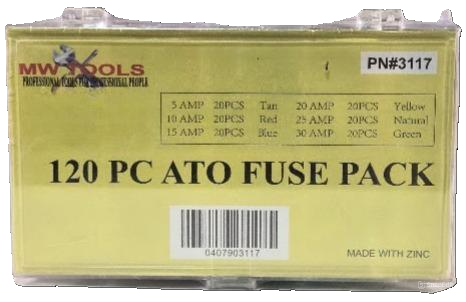 PN#3117
MW TOOLS
PROFESSIONAL TOOLS FOR PROFESSIONAL PEOPLE
5 AMP 20PCS Tan 20 AMP 20PCS Yellow
10 AMP 20PCS Red 25 AMP 20PCS Natural
15 AMP 20PCS Blue 30 AMP 20PCS Green
120 PC ATO FUSE PACK
0407903117
MADE WITH ZINC